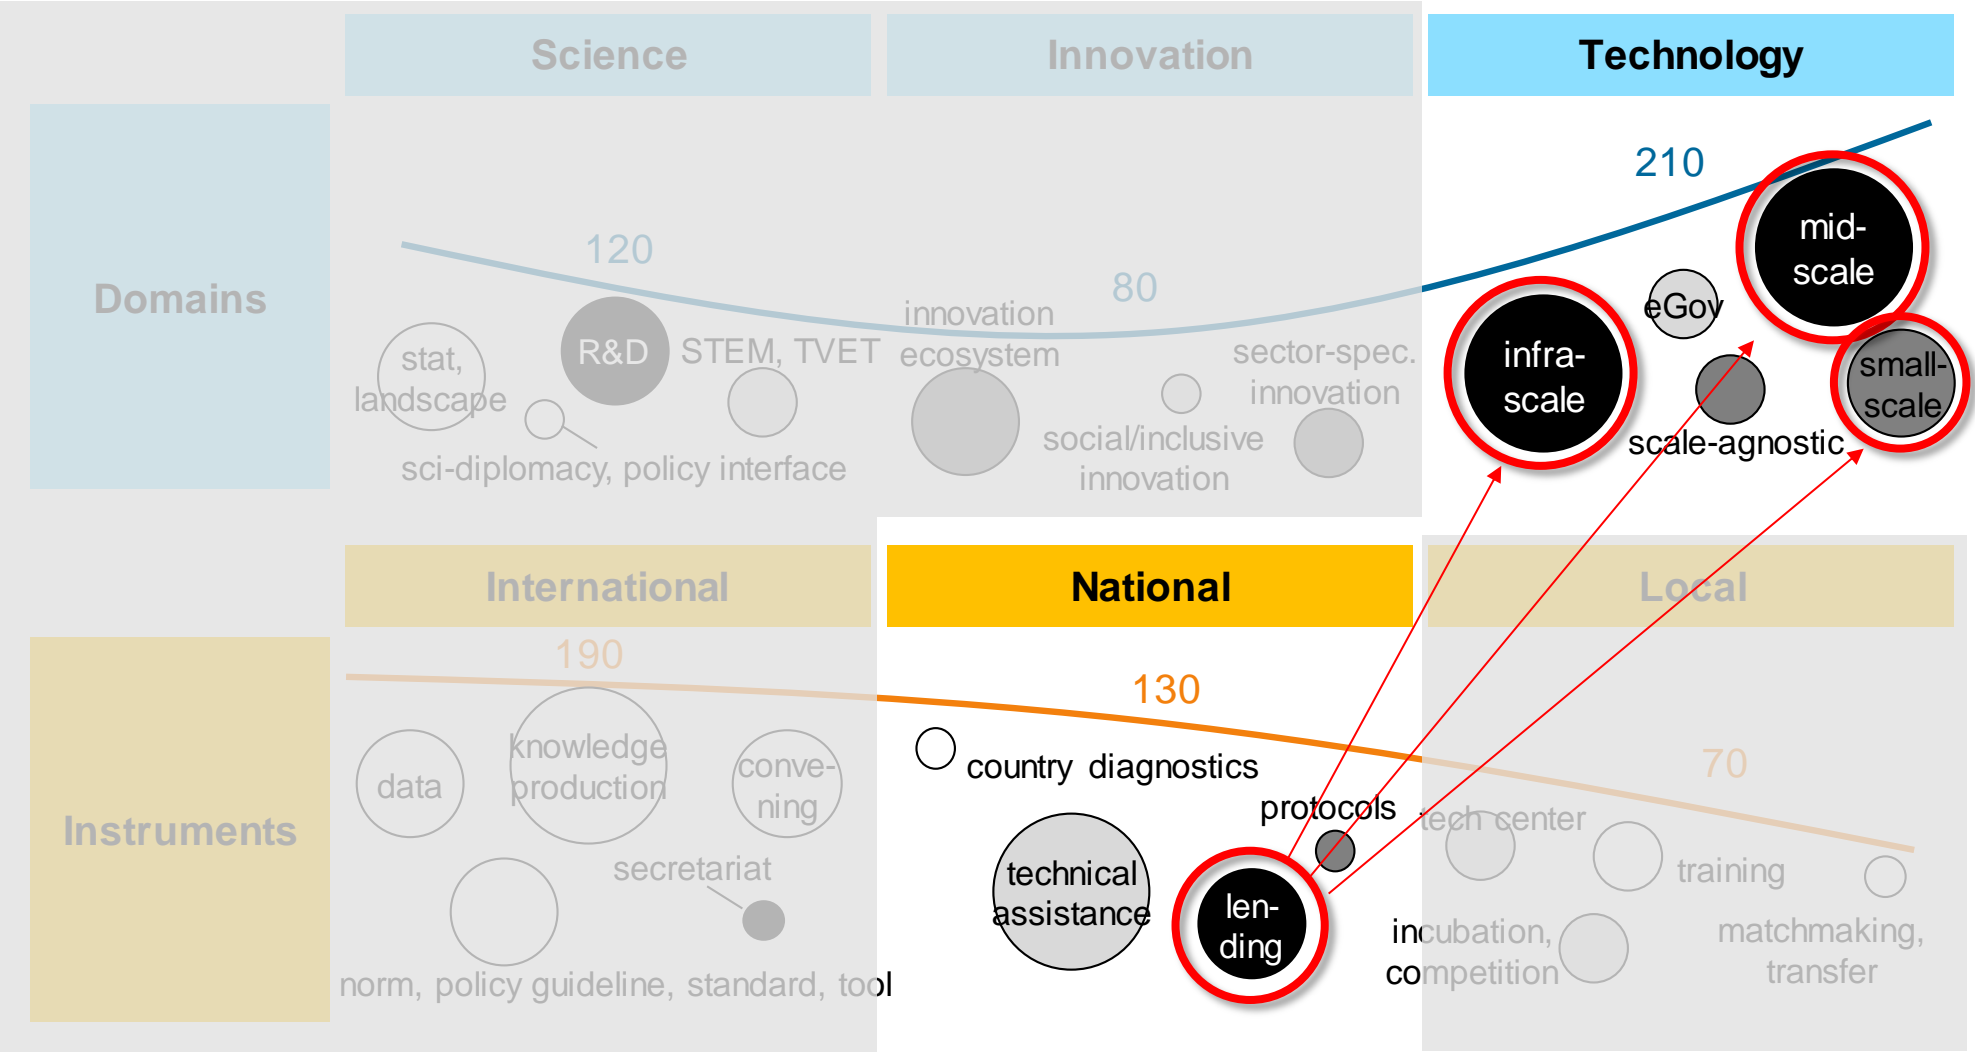 Science
Innovation
Technology
Domains
120
80
210
stat,
landscape
R&D
STEM, TVET
sci-diplomacy, policy interface
innovation
ecosystem
social/inclusive
innovation
sector-spec.
innovation
infra-
scale
eGov
scale-agnostic
mid-
scale
small-
scale
International
National
Local
Instruments
190
130
70
data
knowledge
production
conve-
ning
secretariat
norm, policy guideline, standard, tool
country diagnostics
technical
assistance
protocols
len-
ding
tech center
training
incubation,
competition
matchmaking,
transfer